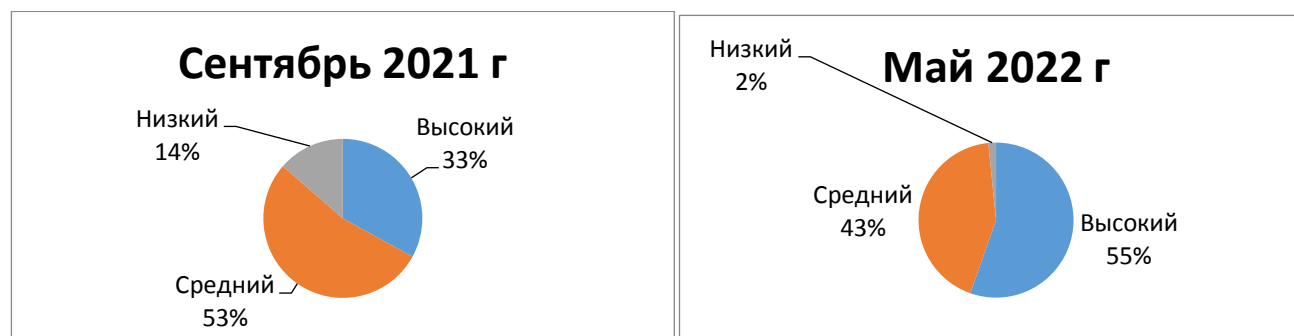 Сентябрь 2021 г
Низкий
14%
Высокий
33%
Средний
53%
Май 2022 г
Низкий
2%
Средний
43%
Высокий
55%